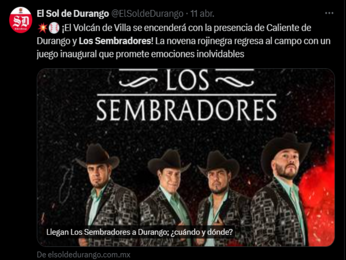 El Sol de Durango @ElSoldeDurango · 11 abr.
¡El Volcán de Villa se encenderá con la presencia de Caliente de
Durango y Los Sembradores! La novena rojinegra regresa al campo con un
juego inaugural que promete emociones inolvidables
LOS
SEMBRADORES
Llegan Los Sembradores a Durango; ¿cuándo y dónde?
De elsoldedurango.com.mx